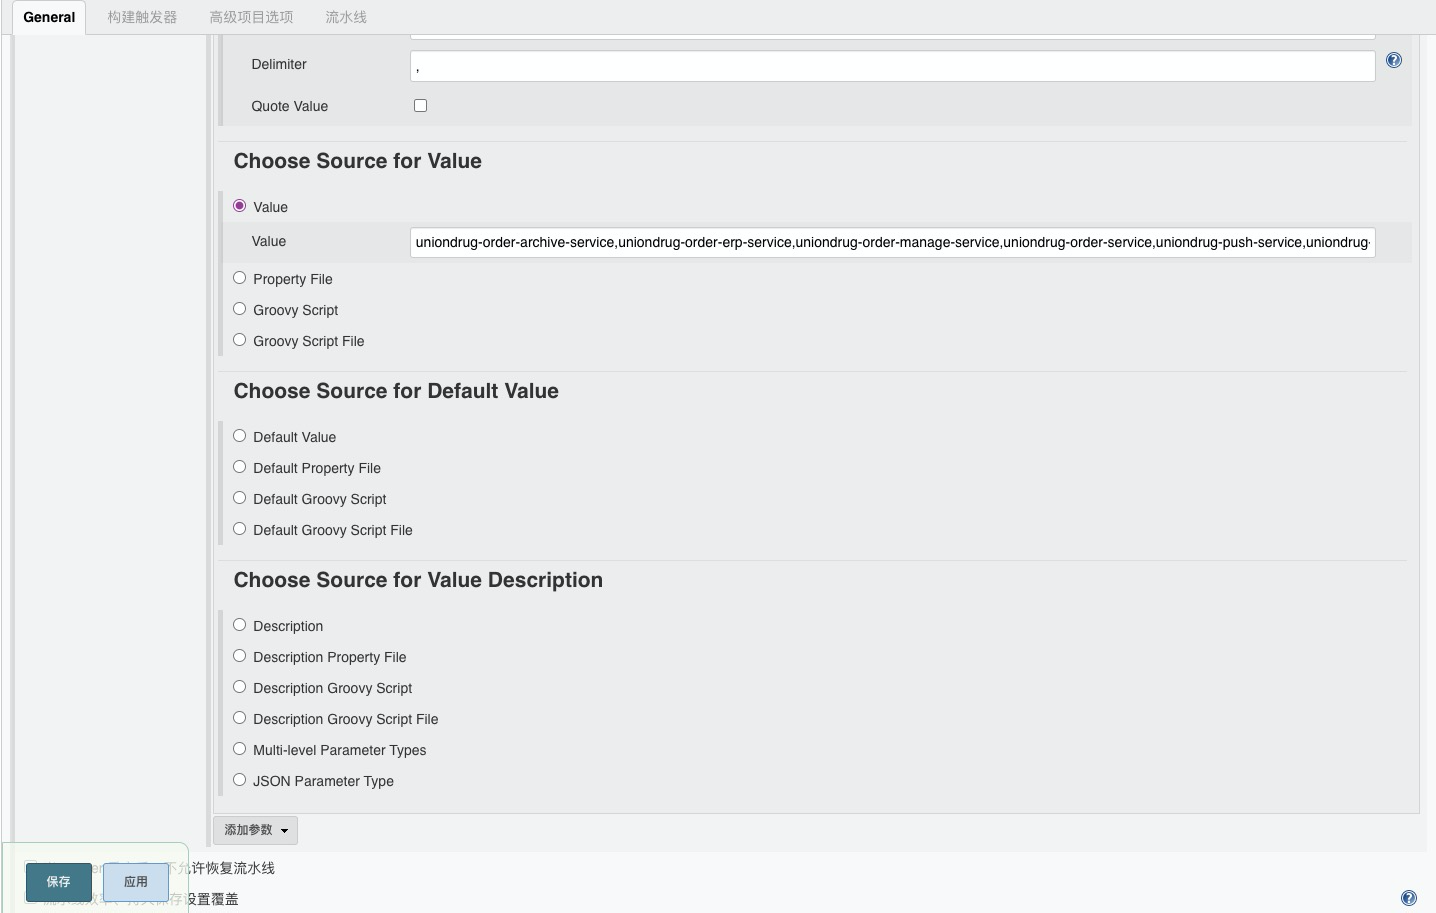 General 构建触发器 高级项目选项 流水线
Delimiter ,
Quote Value
Choose Source for Value
Value
Value uniondrug-order-archive-service,uniondrug-order-erp-service,uniondrug-order-manage-service,uniondrug-order-service,uniondrug-push-service,uniondrug-
Property File
Groovy Script
Groovy Script File
Choose Source for Default Value
Default Value
Default Property File
Default Groovy Script
Default Groovy Script File
Choose Source for Value Description
Description
Description Property File
Description Groovy Script
Description Groovy Script File
Multi-level Parameter Types
JSON Parameter Type
添加参数
不允许恢复流水线
保存 应用
设置覆盖